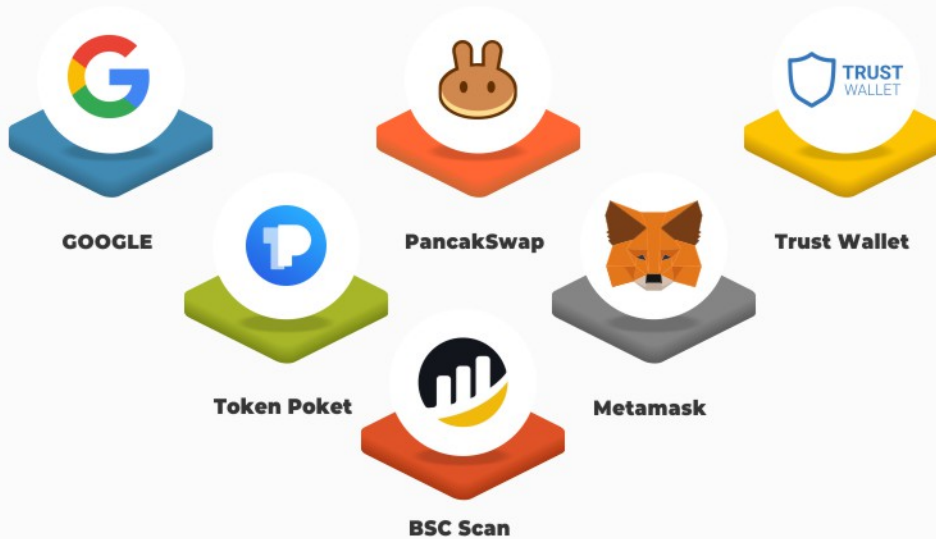 TRUST
WALLET
GOOGLE
PancakSwap
Trust Wallet
Token Poket
Metamask
BSC Scan